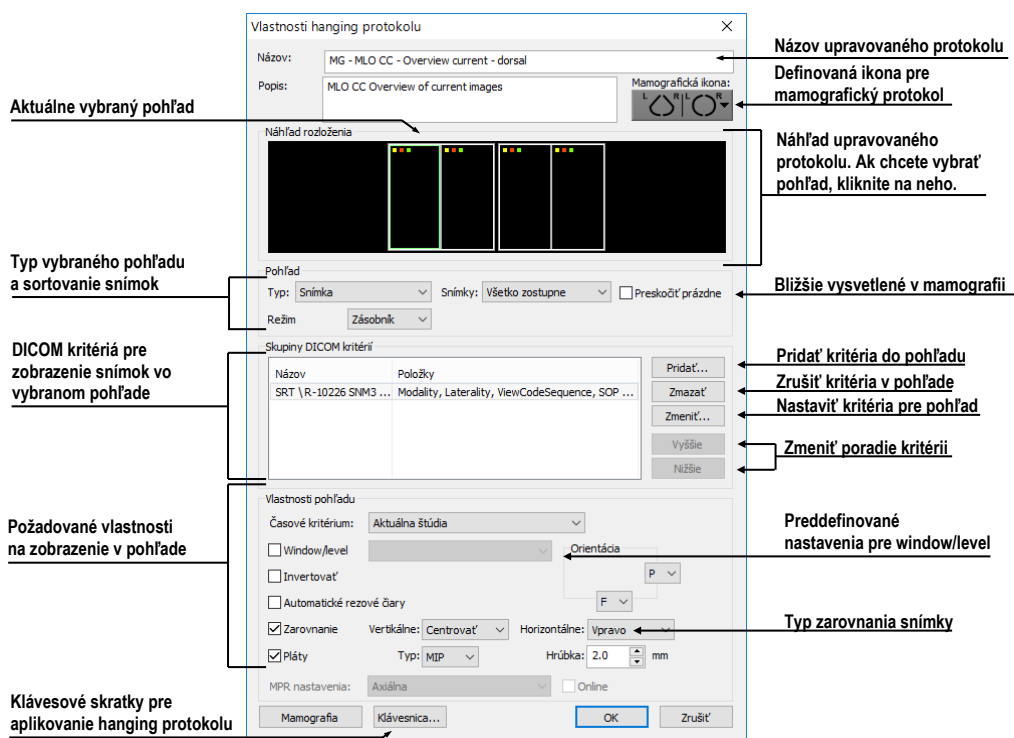 Vlastnosti hanging protokolu
Názov:
MG - MLO CC - Overview current - dorsal
Názov upravovaného protokolu
Popis:
MLO CC Overview of current images
Mamografická ikona:
L R L R
Definovaná ikona pre
mamografický protokol
Aktuálne vybraný pohľad
Náhľad rozloženia
Náhľad upravovaného
protokolu. Ak chcete vybrať
pohľad, kliknite na neho.
Typ vybraného pohľadu
a sortovanie snímok
Pohľad
Typ: Snímka Snímky: Všetko zostupne Preskočiť prázdne
Bližšie vysvetlené v mamografii
Režim Zásobník
DICOM kritériá pre
zobrazenie snímok vo
vybranom pohľade
Skupiny DICOM kritérií
Názov Položky
SRT \R-10226 SNM3 ... Modality, Laterality, ViewCodeSequence, SOP ...
Pridať...
Zmazať
Zmeniť...
Vyššie
Nižšie
Pridať kritéria do pohľadu
Zrušiť kritéria v pohľade
Nastaviť kritéria pre pohľad
Zmeniť poradie kritérii
Požadované vlastnosti
na zobrazenie v pohľade
Vlastnosti pohľadu
Časové kritérium: Aktuálna štúdia
Window/level
Orientácia
P
F
Preddefinované
nastavenia pre window/level
Invertovať
Automatické rezové čiary
Zarovnanie Vertikálne: Centrovať Horizontálne: Vpravo
Typ zarovnania snímky
Pláty Typ: MIP Hrúbka: 2.0 mm
MPR nastavenia: Axiálna Online
Klávesové skratky pre
aplikovanie hanging protokolu
Mamografia Klávesnica... OK Zrušiť